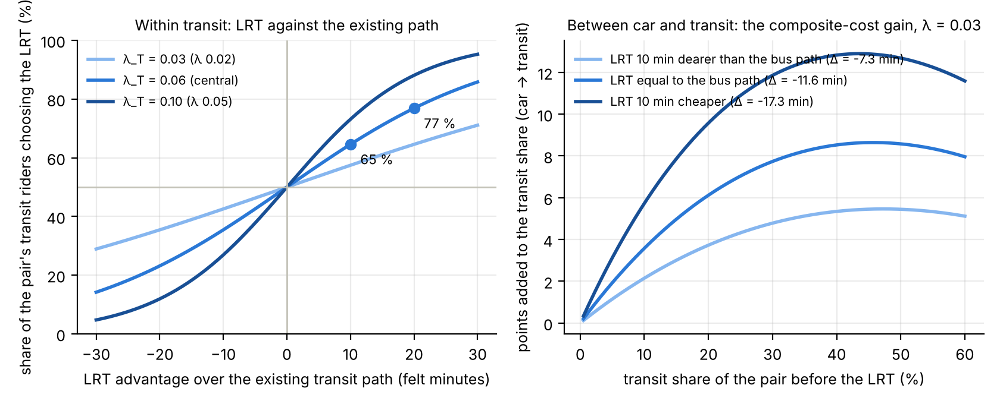 Within transit: LRT against the existing path
share of the pair's transit riders choosing the LRT (%)
100
80
60
40
20
0
λ_T = 0.03 (λ 0.02)
λ_T = 0.06 (central)
λ_T = 0.10 (λ 0.05)
77 %
65 %
−30
−20
−10
0
10
20
30
LRT advantage over the existing transit path (felt minutes)
Between car and transit: the composite-cost gain, λ = 0.03
points added to the transit share (car → transit)
12
10
8
6
4
2
0
LRT 10 min dearer than the bus path (Δ = -7.3 min)
LRT equal to the bus path (Δ = -11.6 min)
LRT 10 min cheaper (Δ = -17.3 min)
0
10
20
30
40
50
60
transit share of the pair before the LRT (%)